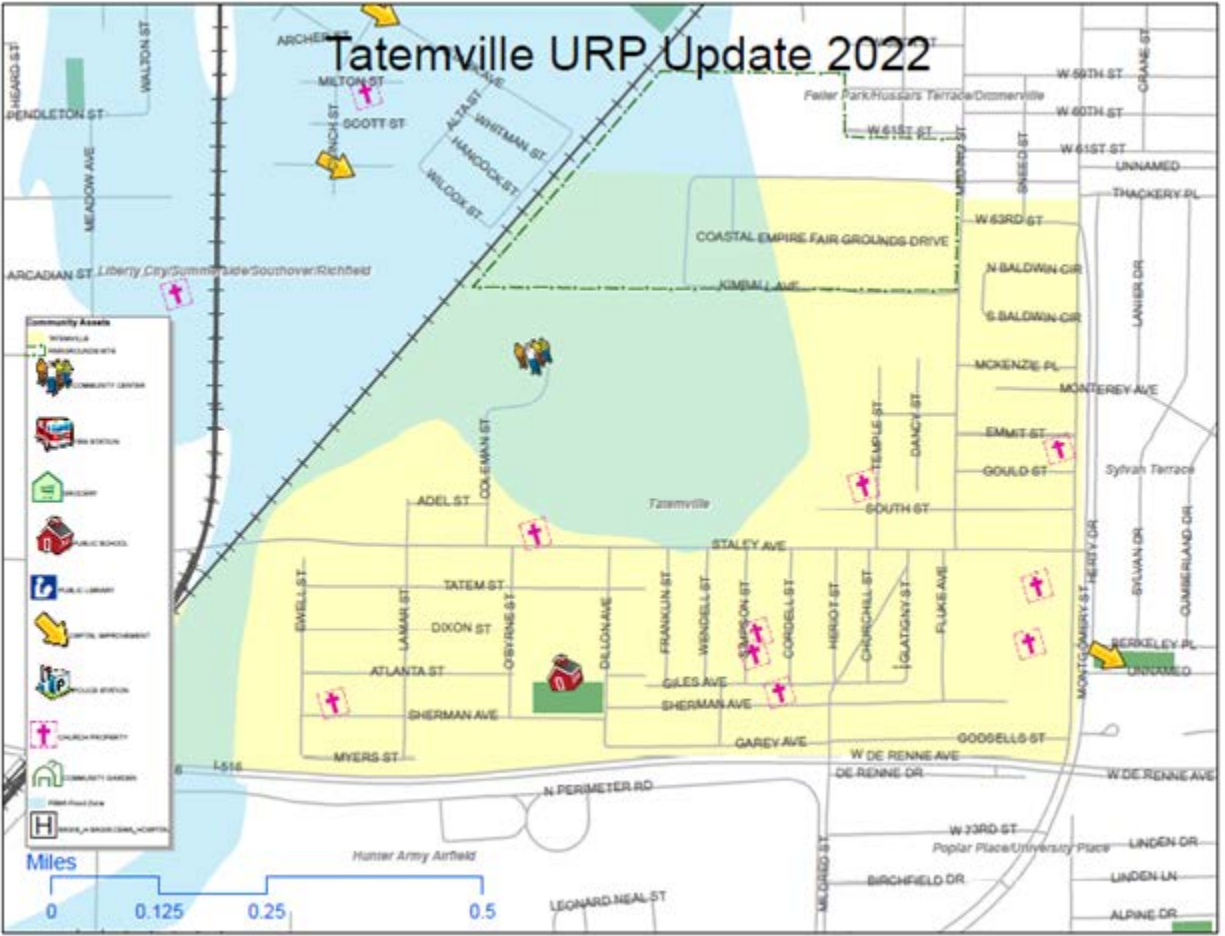 Tatemville URP Update 2022
HEARD ST
WALTON ST
PENDLETON ST
MEADOW AVE
ARCADIAN ST
Liberty City/Summerside/Southover/Richfield
MILTON ST
SCOTT ST
ALTA ST
WHITMAN ST
HANCOCK ST
WILCOX ST
Feiler Park/Hussars Terrace/Dittmerville
W 59TH ST
CRANE ST
W 60TH ST
W 61ST ST
W 61ST ST
SNEED ST
UNNAMED
THACKERY PL
W 63RD ST
COASTAL EMPIRE FAIR GROUNDS DRIVE
KIMBALL AVE
N BALDWIN CIR
S BALDWIN CIR
LANIER DR
MCKENZIE PL
MONTEREY AVE
TEMPLE ST
DANCY ST
EMMIT ST
GOULD ST
Sylvan Terrace
COLEMAN ST
ADEL ST
Tatemville
SOUTH ST
STALEY AVE
HERTY DR
SYLVAN DR
CUMBERLAND DR
EWELL ST
TATEM ST
LAMAR ST
DIXON ST
O'BYRNE ST
DILLON AVE
FRANKLIN ST
WENDELL ST
SIMPSON ST
CORDELL ST
HERIOT ST
CHURCHILL ST
GLATIGNY ST
FLUKE AVE
MONTGOMERY ST
BERKELEY PL
UNNAMED
ATLANTA ST
GILES AVE
SHERMAN AVE
SHERMAN AVE
GAREY AVE
GODSELLS ST
MYERS ST
I-516
W DE RENNE AVE
DE RENNE DR
W DE RENNE AVE
N PERIMETER RD
Hunter Army Airfield
LEONARD NEAL ST
MILDRED ST
W 73RD ST
Poplar Place/University Place
BIRCHFIELD DR
LINDEN DR
LINDEN LN
ALPINE DR
Community Assets
TATEMVILLE
COMMUNITY CENTER
FIRE STATION
GROCERY
PUBLIC SCHOOL
PUBLIC LIBRARY
CAPITAL IMPROVEMENT
POLICE STATION
CHURCH PROPERTY
COMMUNITY GARDEN
H
Miles
0 0.125 0.25 0.5